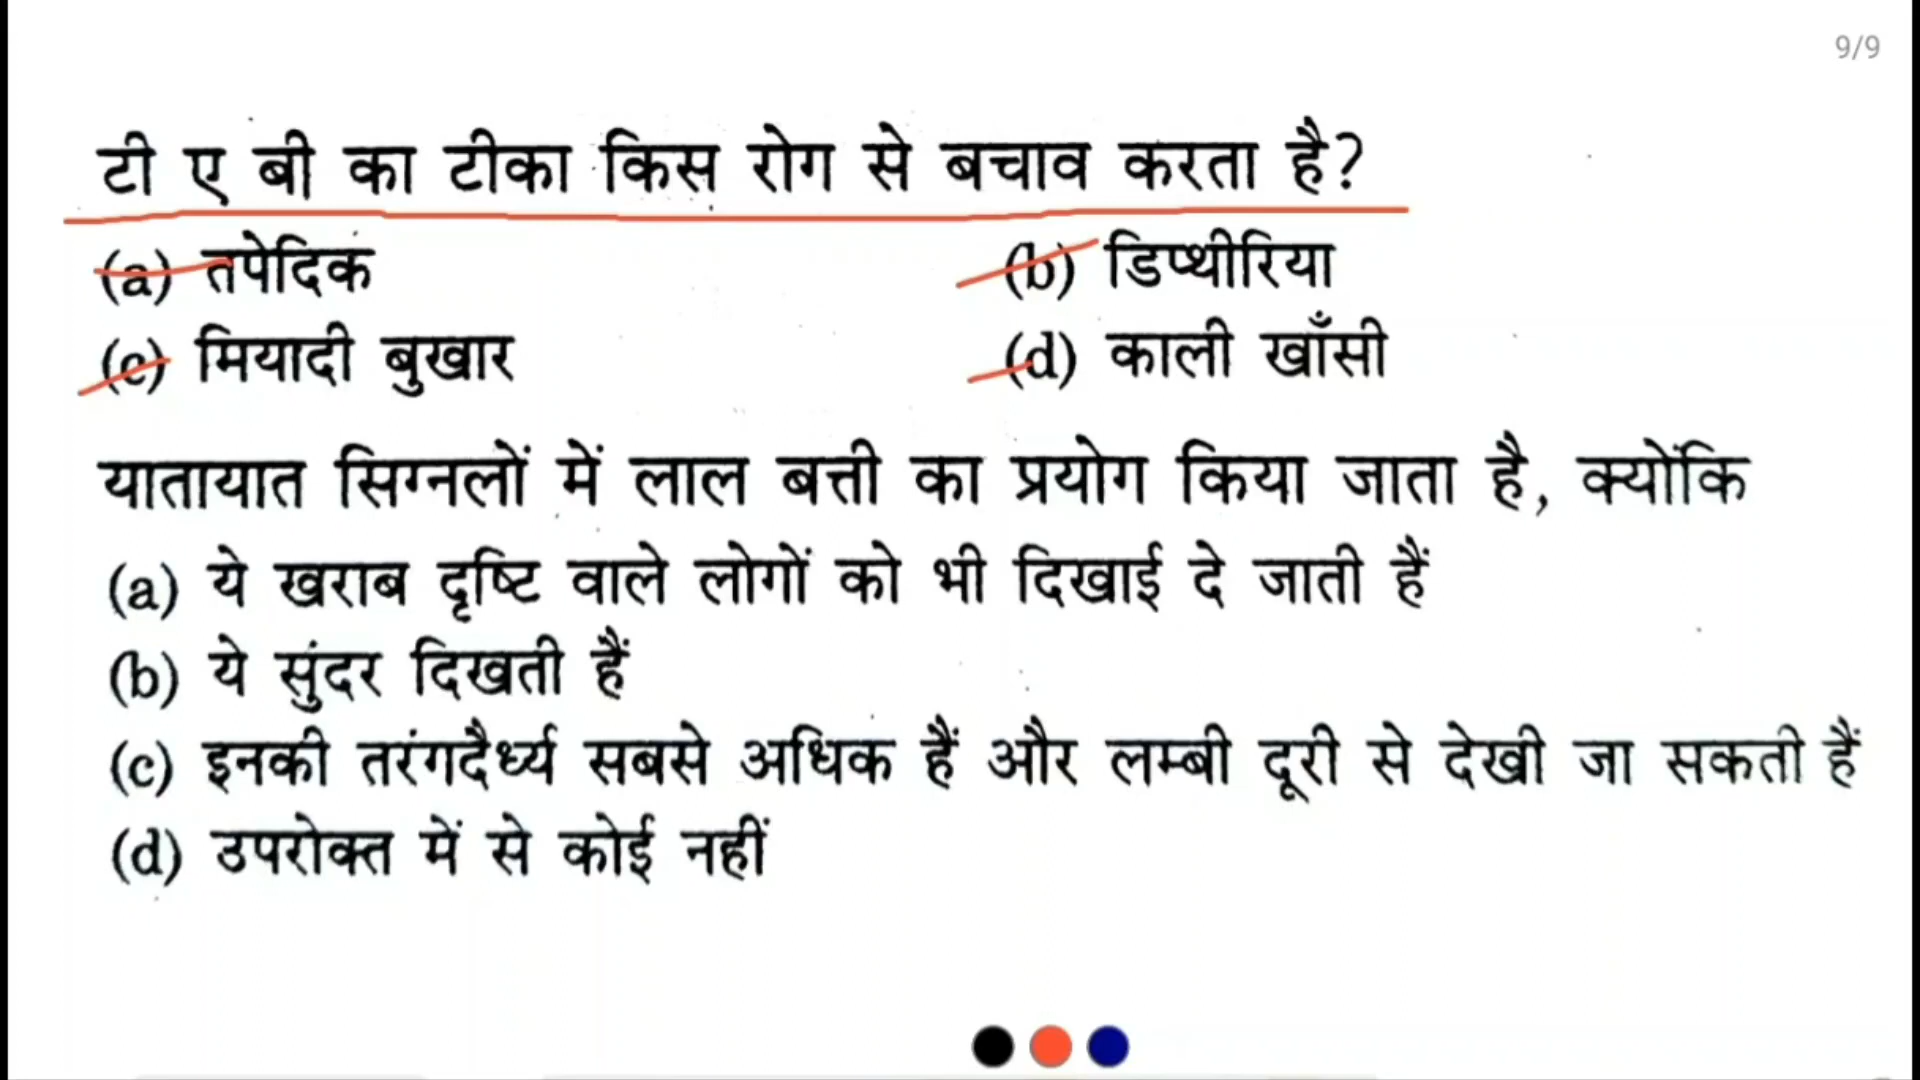 9/9
टी ए बी का टीका किस रोग से बचाव करता है?
(a) तपेदिक (b) डिप्थीरिया
(c) मियादी बुखार (d) काली खाँसी
यातायात सिग्नलों में लाल बत्ती का प्रयोग किया जाता है, क्योंकि
(a) ये खराब दृष्टि वाले लोगों को भी दिखाई दे जाती हैं
(b) ये सुंदर दिखती हैं
(c) इनकी तरंगदैर्ध्य सबसे अधिक हैं और लम्बी दूरी से देखी जा सकती हैं
(d) उपरोक्त में से कोई नहीं